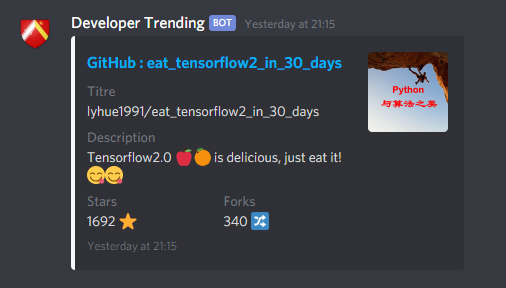 Developer Trending BOT Yesterday at 21:15
GitHub : eat_tensorflow2_in_30_days
Python
与算法之美
Titre
lyhue1991/eat_tensorflow2_in_30_days
Description
Tensorflow2.0 🍎🍊 is delicious, just eat it!
😋😋
Stars Forks
1692 ⭐ 340 🔀
Yesterday at 21:15